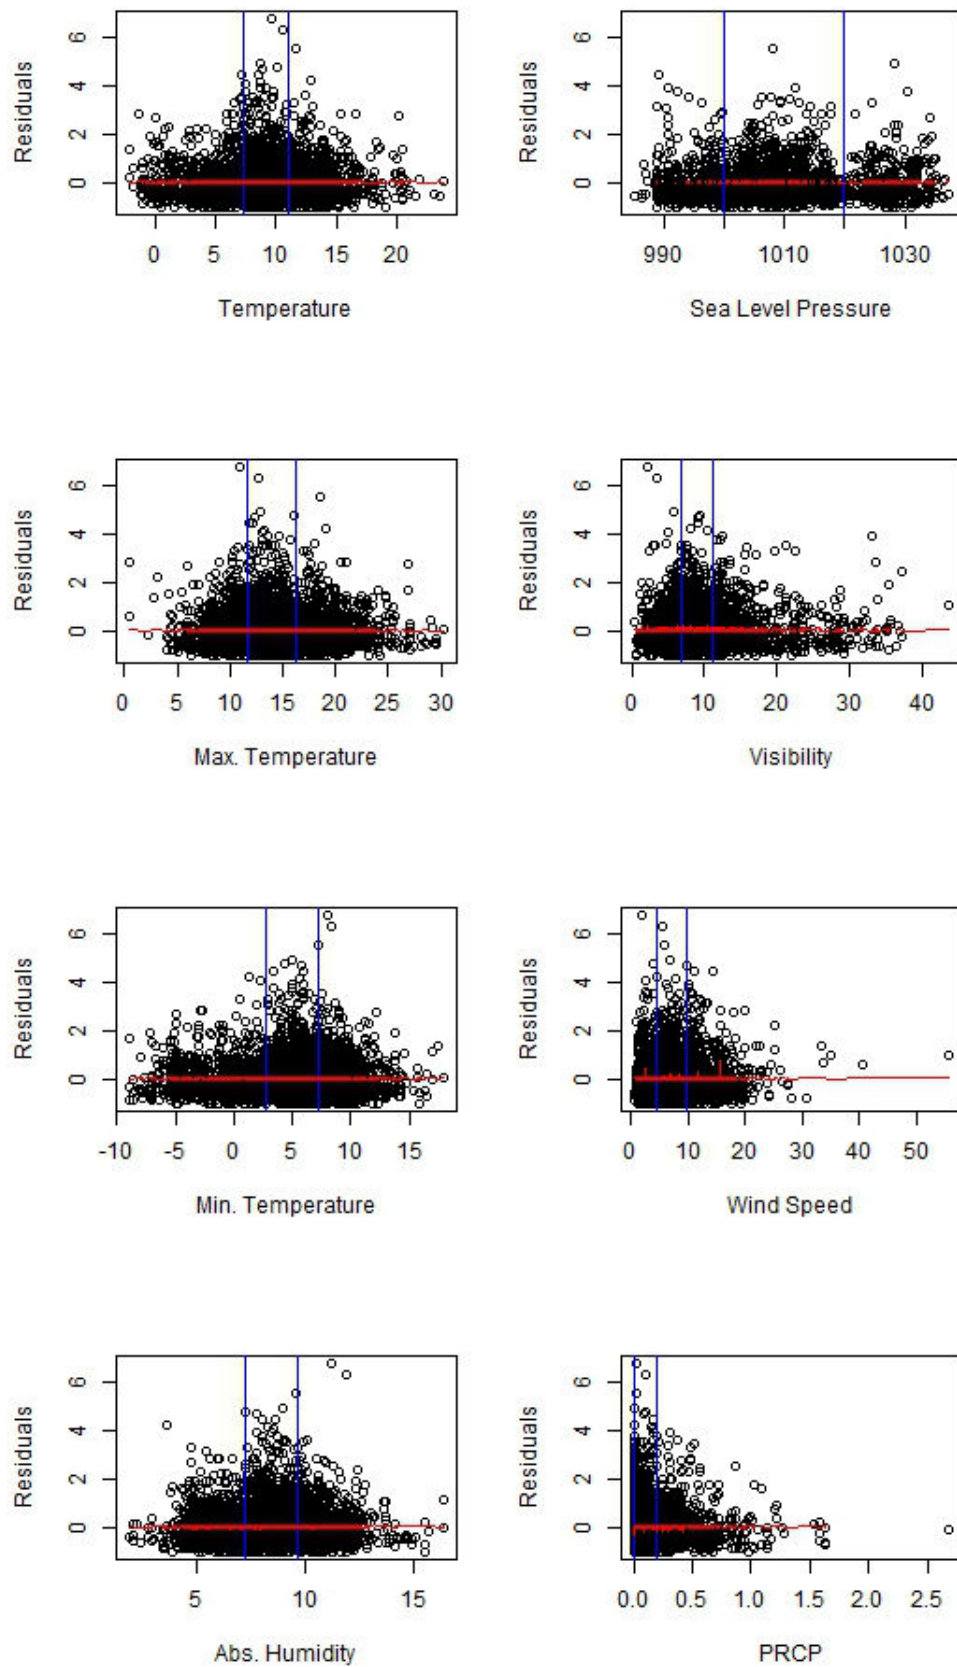 Residuals
6
4
2
0
0 5 10 15 20
Temperature
Residuals
6
4
2
0
990 1010 1030
Sea Level Pressure
Residuals
6
4
2
0
0 5 10 15 20 25 30
Max. Temperature
Residuals
6
4
2
0
0 10 20 30 40
Visibility
Residuals
6
4
2
0
-10 -5 0 5 10 15
Min. Temperature
Residuals
6
4
2
0
0 10 20 30 40 50
Wind Speed
Residuals
6
4
2
0
5 10 15
Abs. Humidity
Residuals
6
4
2
0
0.0 0.5 1.0 1.5 2.0 2.5
PRCP